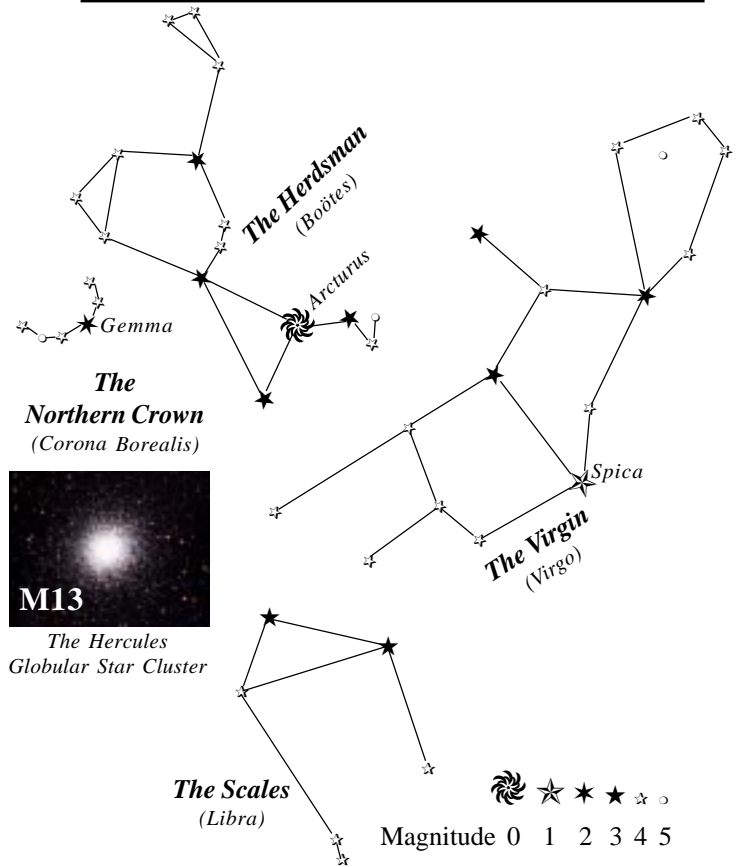 The Herdsman
(Boötes)
Arcturus
Gemma
The
Northern Crown
(Corona Borealis)
Spica
The Virgin
(Virgo)
M13
The Hercules
Globular Star Cluster
The Scales
(Libra)
Magnitude 0 1 2 3 4 5